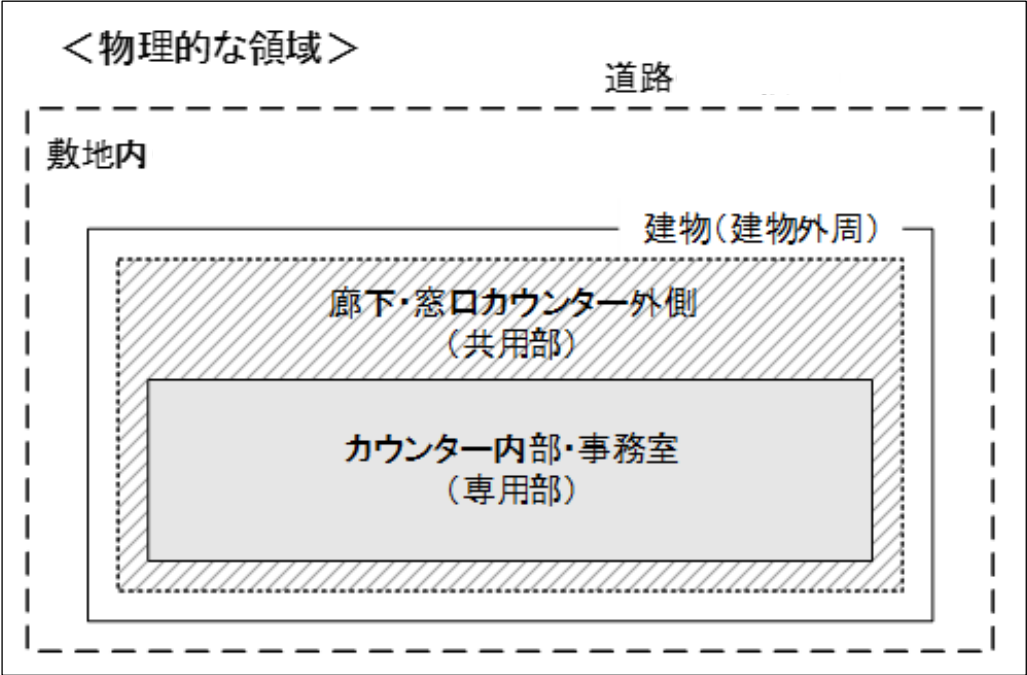 ＜物理的な領域＞
道路
敷地内
建物（建物外周）
廊下・窓口カウンター外側
（共用部）
カウンター内部・事務室
（専用部）